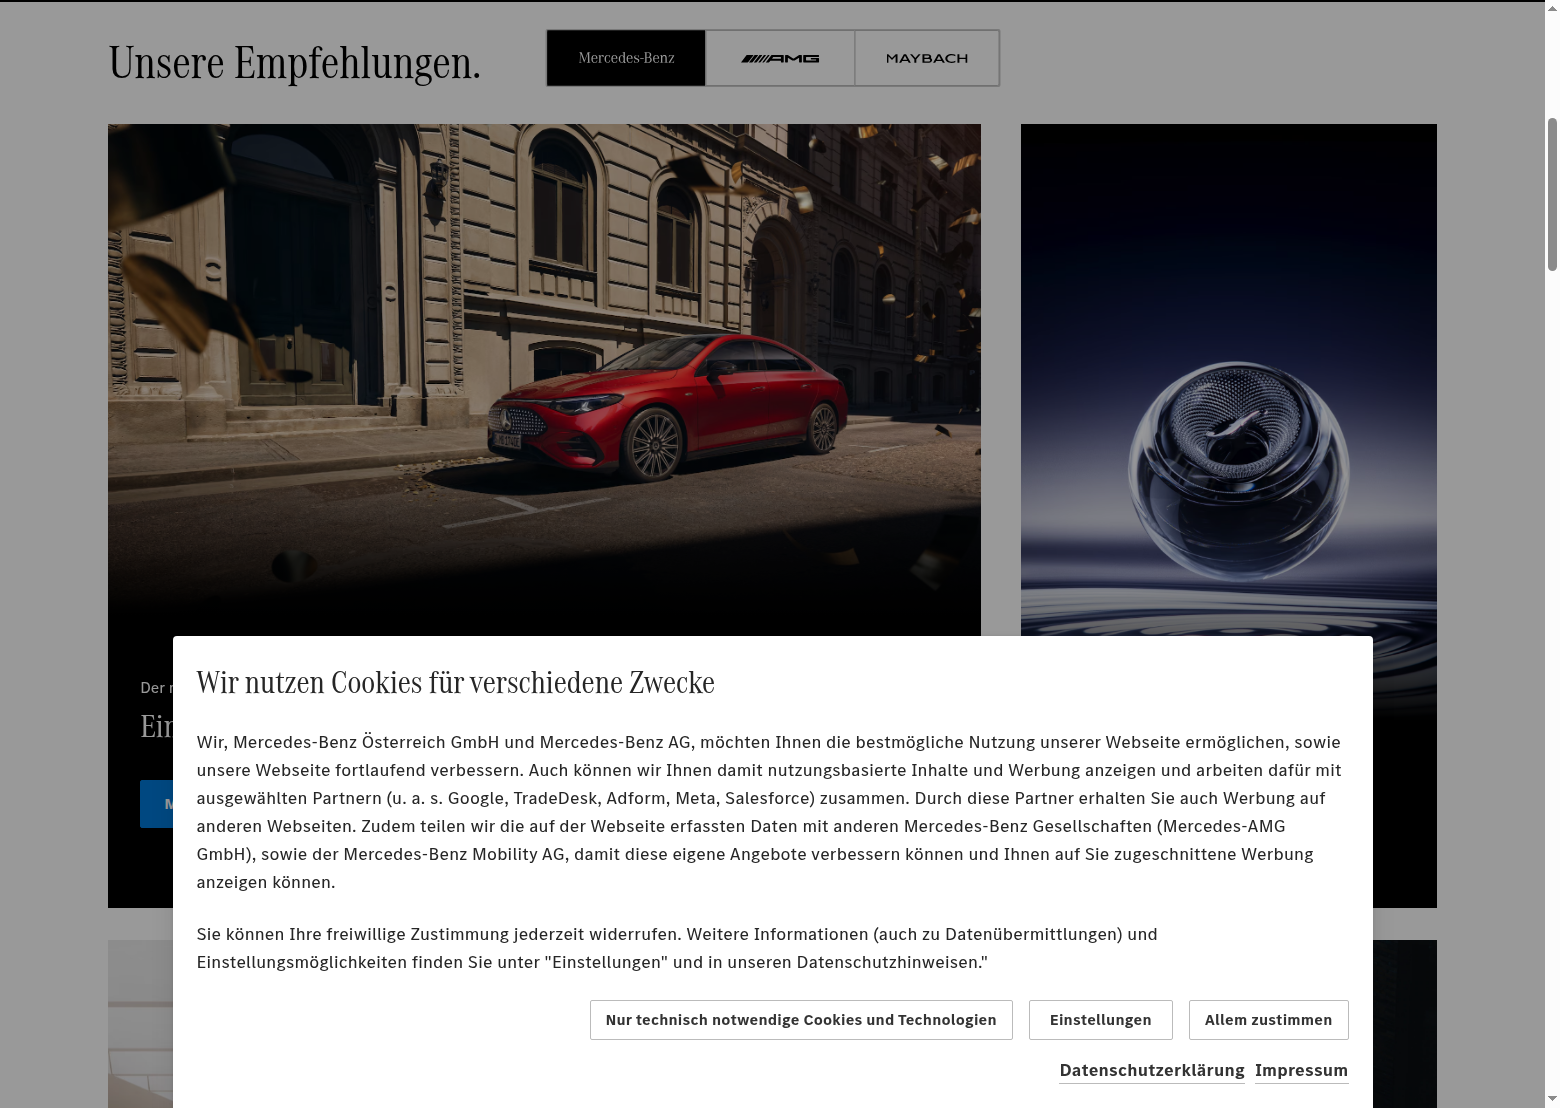 Unsere Empfehlungen.
Mercedes-Benz
AMG
MAYBACH
Der
Wir nutzen Cookies für verschiedene Zwecke
Wir, Mercedes-Benz Österreich GmbH und Mercedes-Benz AG, möchten Ihnen die bestmögliche Nutzung unserer Webseite ermöglichen, sowie
unsere Webseite fortlaufend verbessern. Auch können wir Ihnen damit nutzungsbasierte Inhalte und Werbung anzeigen und arbeiten dafür mit
ausgewählten Partnern (u. a. s. Google, TradeDesk, Adform, Meta, Salesforce) zusammen. Durch diese Partner erhalten Sie auch Werbung auf
anderen Webseiten. Zudem teilen wir die auf der Webseite erfassten Daten mit anderen Mercedes-Benz Gesellschaften (Mercedes-AMG
GmbH), sowie der Mercedes-Benz Mobility AG, damit diese eigene Angebote verbessern können und Ihnen auf Sie zugeschnittene Werbung
anzeigen können.
Sie können Ihre freiwillige Zustimmung jederzeit widerrufen. Weitere Informationen (auch zu Datenübermittlungen) und
Einstellungsmöglichkeiten finden Sie unter "Einstellungen" und in unseren Datenschutzhinweisen."
Nur technisch notwendige Cookies und Technologien
Einstellungen
Allem zustimmen
Datenschutzerklärung
Impressum